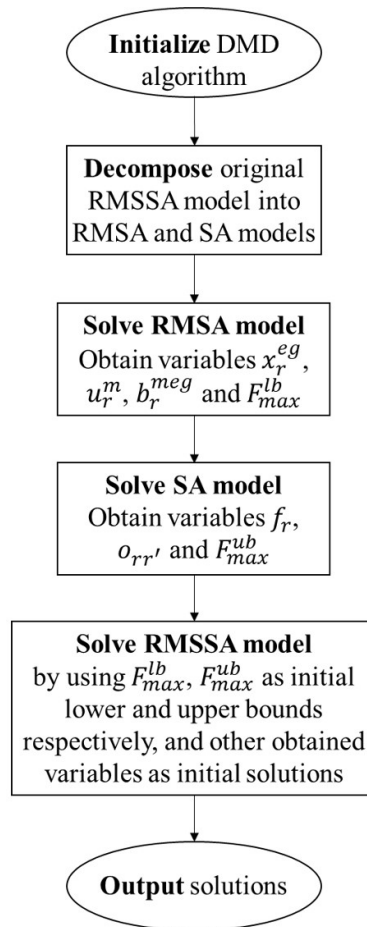 Initialize DMD
algorithm
Decompose original
RMSSA model into
RMSA and SA models
Solve RMSA model
Obtain variables $x_r^{eg}$,
$u_r^m$, $b_r^{meg}$ and $F_{max}^{lb}$
Solve SA model
Obtain variables $f_r$,
$o_{rr'}$ and $F_{max}^{ub}$
Solve RMSSA model
by using $F_{max}^{lb}$, $F_{max}^{ub}$ as initial
lower and upper bounds
respectively, and other obtained
variables as initial solutions
Output solutions